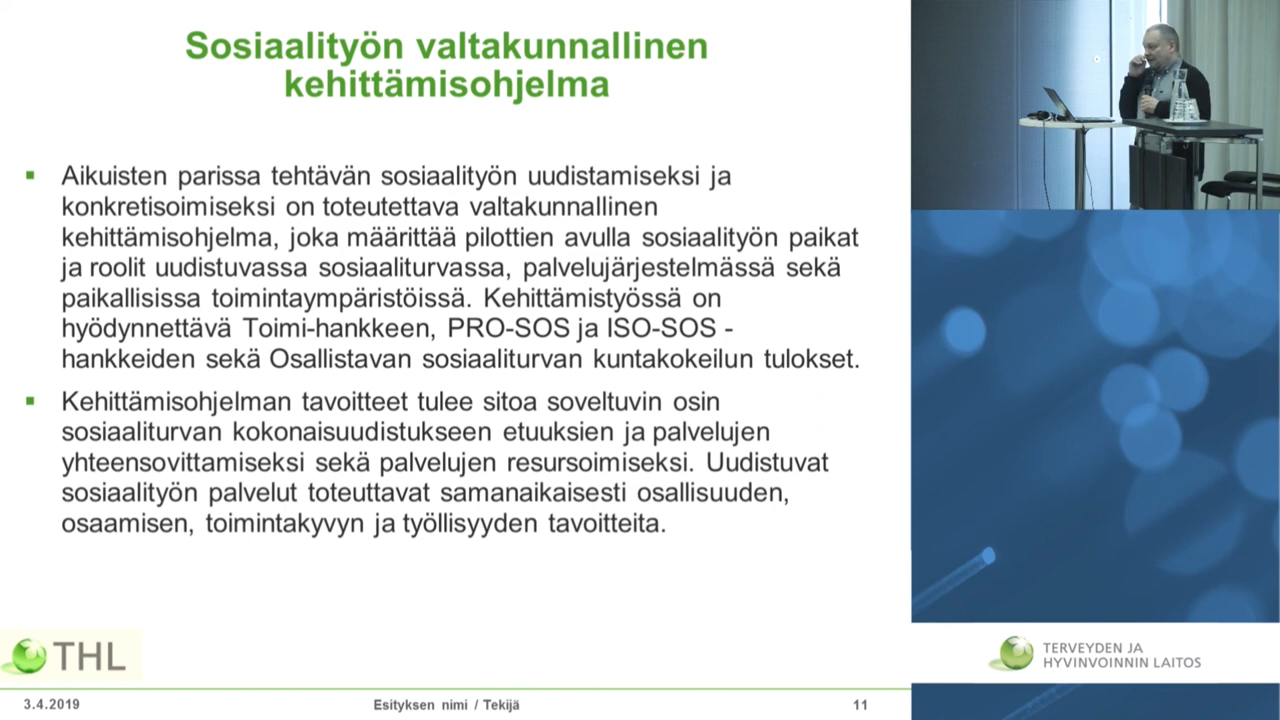 Sosiaalityön valtakunnallinen
kehittämisohjelma
▪ Aikuisten parissa tehtävän sosiaalityön uudistamiseksi ja
konkretisoimiseksi on toteutettava valtakunnallinen
kehittämisohjelma, joka määrittää pilottien avulla sosiaalityön paikat
ja roolit uudistuvassa sosiaaliturvassa, palvelujärjestelmässä sekä
paikallisissa toimintaympäristöissä. Kehittämistyössä on
hyödynnettävä Toimi-hankkeen, PRO-SOS ja ISO-SOS -
hankkeiden sekä Osallistavan sosiaaliturvan kuntakokeilun tulokset.
▪ Kehittämisohjelman tavoitteet tulee sitoa soveltuvin osin
sosiaaliturvan kokonaisuudistukseen etuuksien ja palvelujen
yhteensovittamiseksi sekä palvelujen resursoimiseksi. Uudistuvat
sosiaalityön palvelut toteuttavat samanaikaisesti osallisuuden,
osaamisen, toimintakyvyn ja työllisyyden tavoitteita.
THL
3.4.2019
Esityksen nimi / Tekijä
11
TERVEYDEN JA
HYVINVOINNIN LAITOS